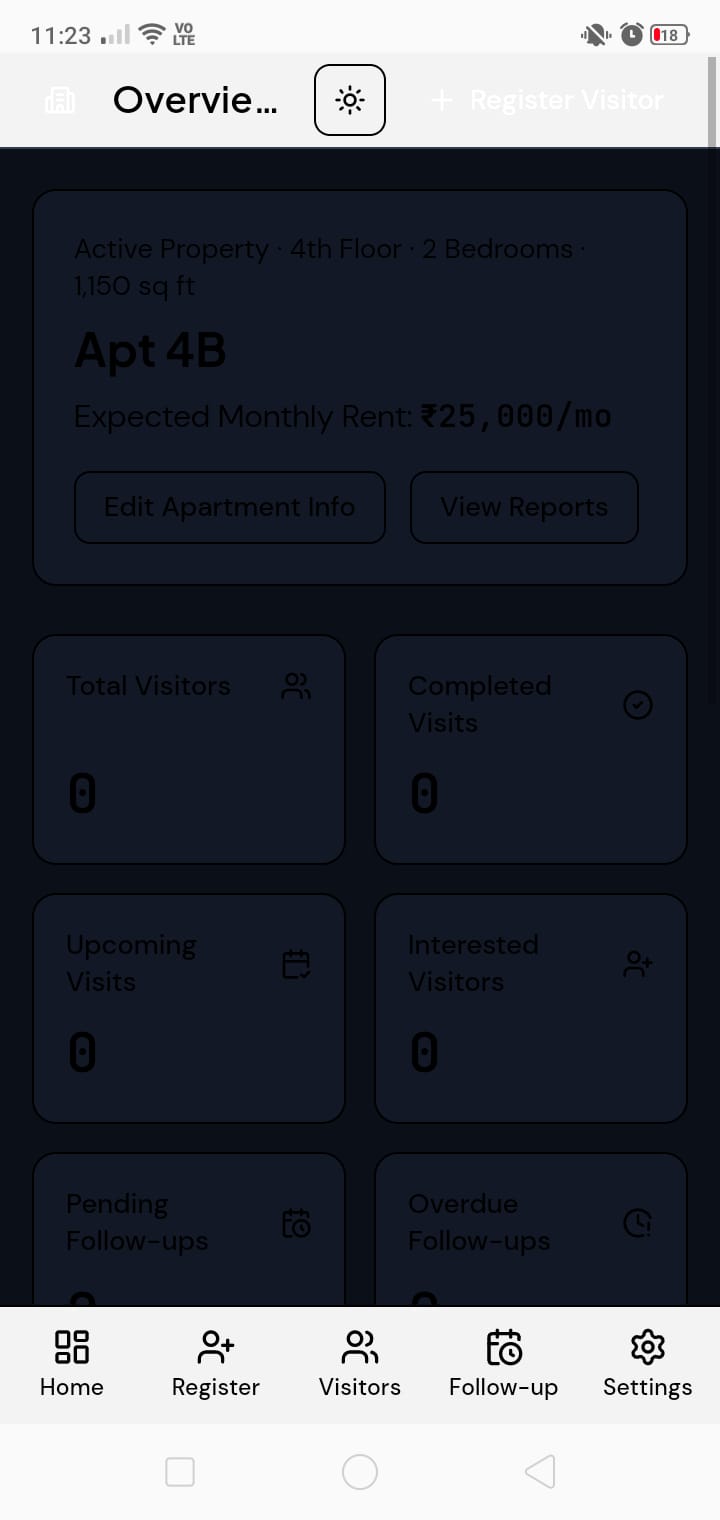 11:23 VO LTE 18
Overvie... Register Visitor
Active Property · 4th Floor · 2 Bedrooms ·
1,150 sq ft
Apt 4B
Expected Monthly Rent: ₹25,000/mo
Edit Apartment Info View Reports
Total Visitors
0
Completed
Visits
0
Upcoming
Visits
0
Interested
Visitors
0
Pending
Follow-ups
Overdue
Follow-ups
Home Register Visitors Follow-up Settings